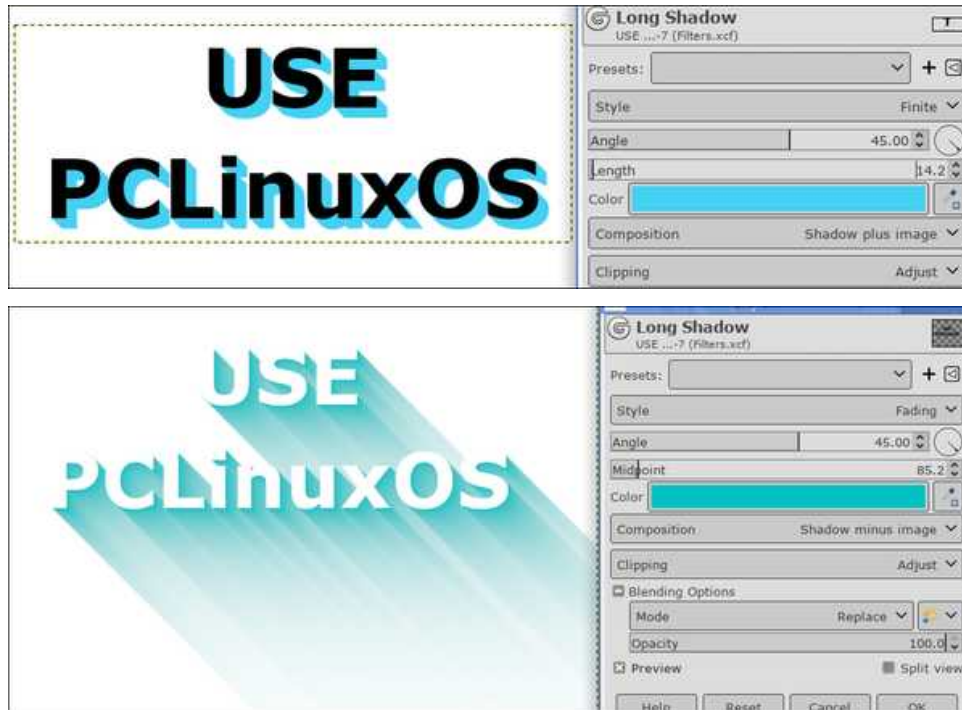 USE
PCLinuxOS
Long Shadow
USE ...-7 (Filters.xcf)
Presets:
Style Finite
Angle 45.00
Length 14.2
Color
Composition Shadow plus image
Clipping Adjust
USE
PCLinuxOS
Long Shadow
USE ...-7 (Filters.xcf)
Presets:
Style Fading
Angle 45.00
Midpoint 85.2
Color
Composition Shadow minus image
Clipping Adjust
Blending Options
Mode Replace
Opacity 100.0
Preview Split view
Help Reset Cancel OK